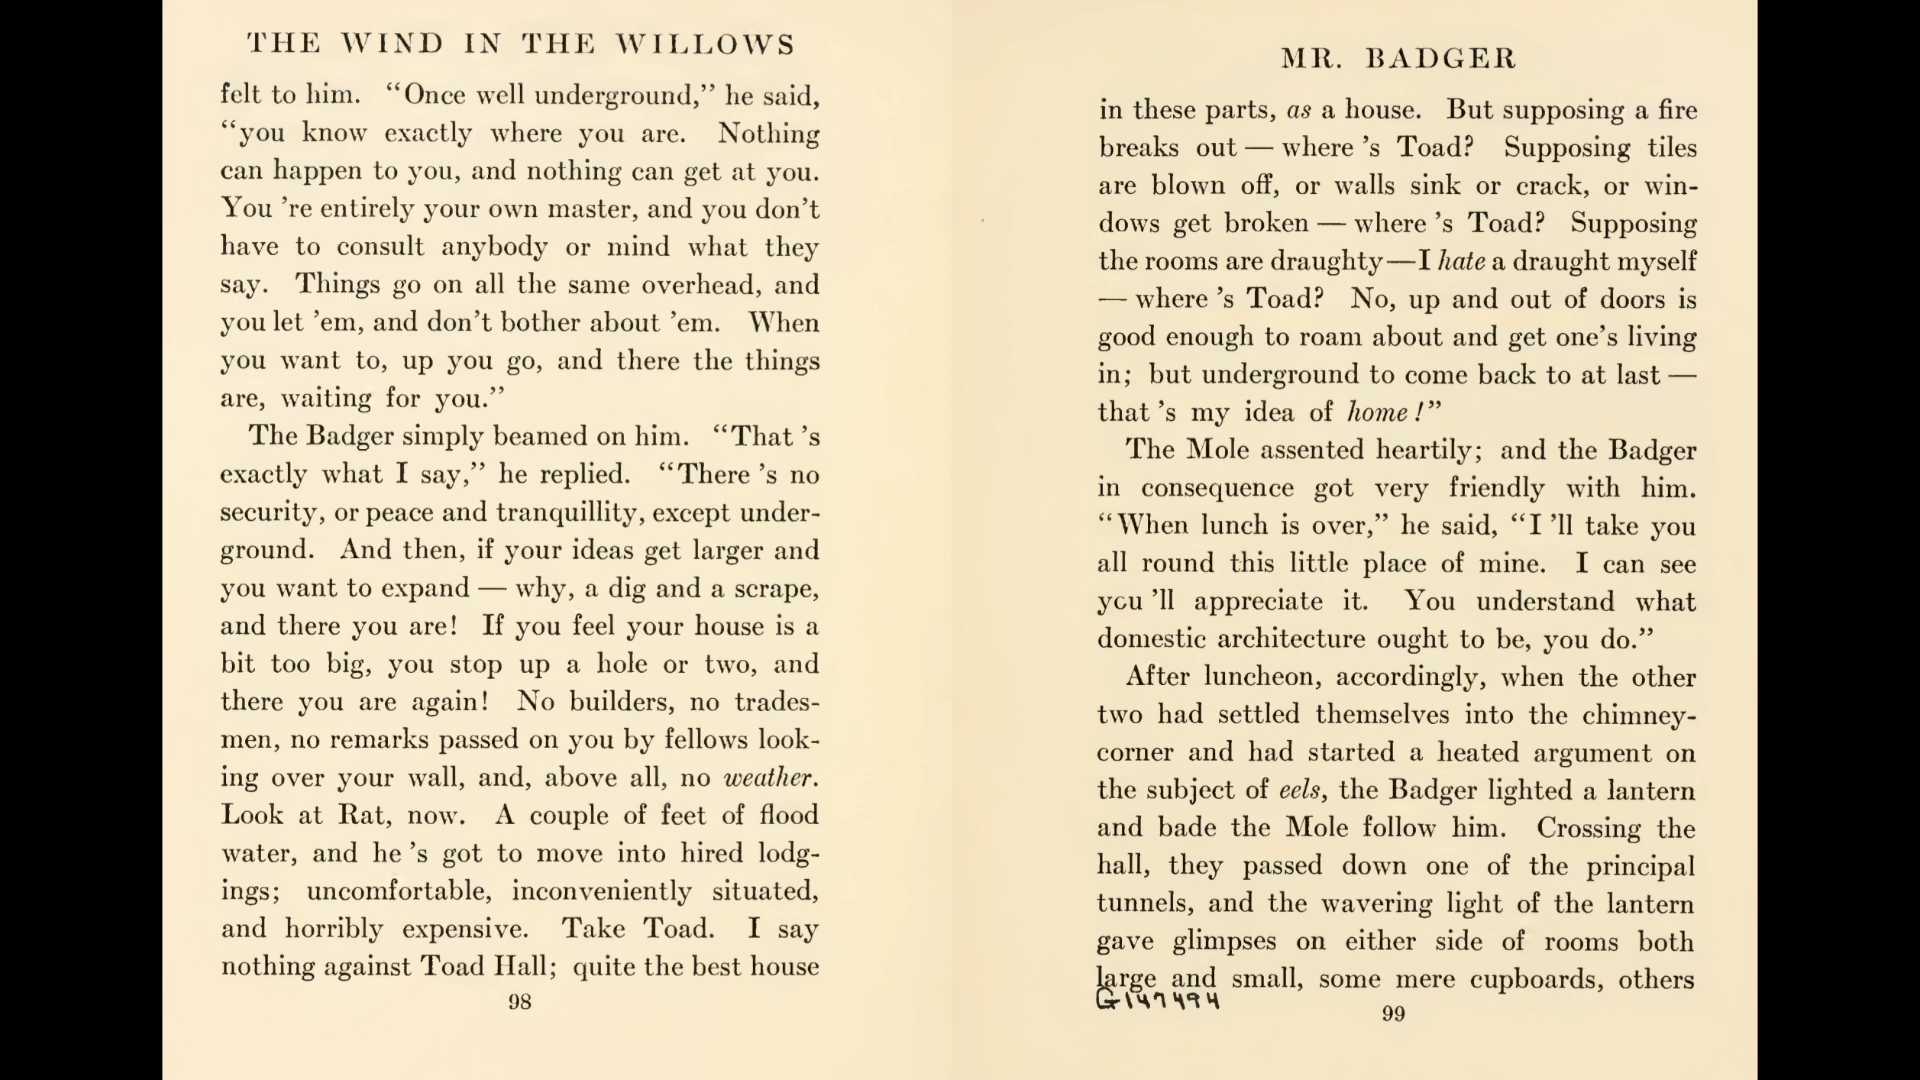 THE WIND IN THE WILLOWS
felt to him. “Once well underground,” he said,
“you know exactly where you are. Nothing
can happen to you, and nothing can get at you.
You ’re entirely your own master, and you don’t
have to consult anybody or mind what they
say. Things go on all the same overhead, and
you let ’em, and don’t bother about ’em. When
you want to, up you go, and there the things
are, waiting for you.”
The Badger simply beamed on him. “That ’s
exactly what I say,” he replied. “There ’s no
security, or peace and tranquillity, except under-
ground. And then, if your ideas get larger and
you want to expand — why, a dig and a scrape,
and there you are! If you feel your house is a
bit too big, you stop up a hole or two, and
there you are again! No builders, no trades-
men, no remarks passed on you by fellows look-
ing over your wall, and, above all, no weather.
Look at Rat, now. A couple of feet of flood
water, and he ’s got to move into hired lodg-
ings; uncomfortable, inconveniently situated,
and horribly expensive. Take Toad. I say
nothing against Toad Hall; quite the best house
98
MR. BADGER
in these parts, as a house. But supposing a fire
breaks out — where ’s Toad? Supposing tiles
are blown off, or walls sink or crack, or win-
dows get broken — where ’s Toad? Supposing
the rooms are draughty—I hate a draught myself
— where ’s Toad? No, up and out of doors is
good enough to roam about and get one’s living
in; but underground to come back to at last —
that ’s my idea of home!”
The Mole assented heartily; and the Badger
in consequence got very friendly with him.
“When lunch is over,” he said, “I ’ll take you
all round this little place of mine. I can see
you ’ll appreciate it. You understand what
domestic architecture ought to be, you do.”
After luncheon, accordingly, when the other
two had settled themselves into the chimney-
corner and had started a heated argument on
the subject of eels, the Badger lighted a lantern
and bade the Mole follow him. Crossing the
hall, they passed down one of the principal
tunnels, and the wavering light of the lantern
gave glimpses on either side of rooms both
large and small, some mere cupboards, others
G147494
99